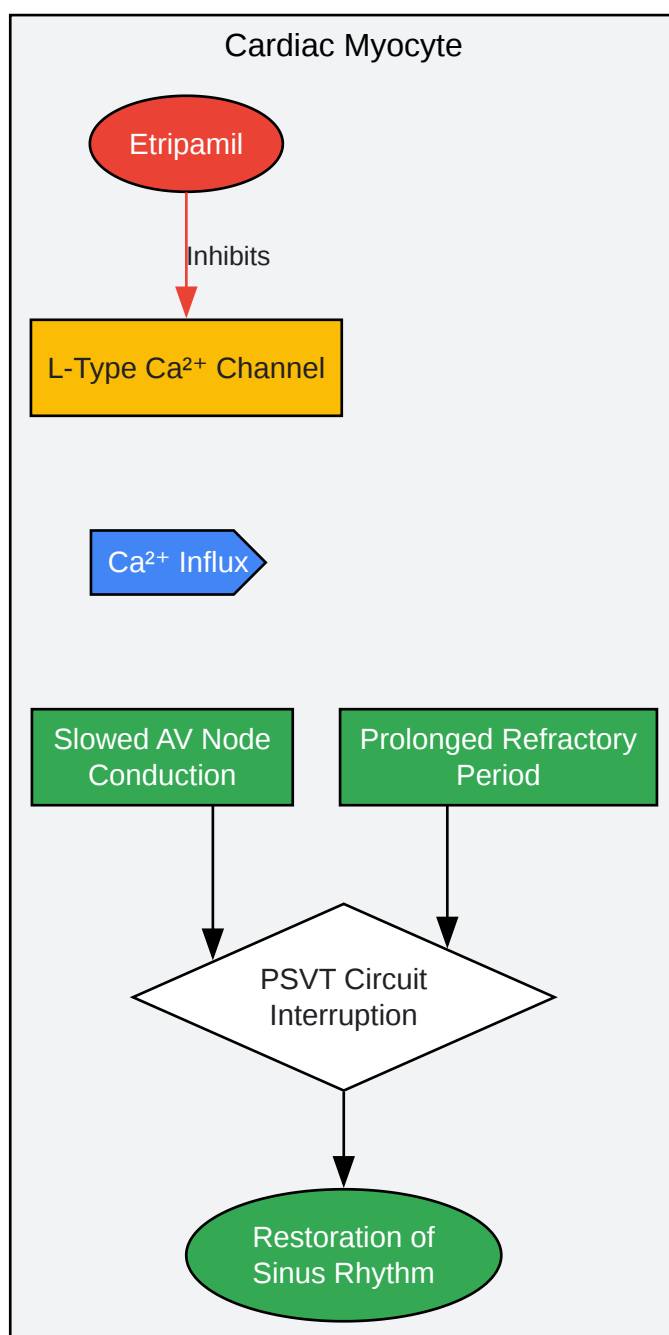 Cardiac Myocyte
Etripamil
Inhibits
L-Type Ca²⁺ Channel
Ca²⁺ Influx
Slowed AV Node
Conduction
Prolonged Refractory
Period
PSVT Circuit
Interruption
Restoration of
Sinus Rhythm